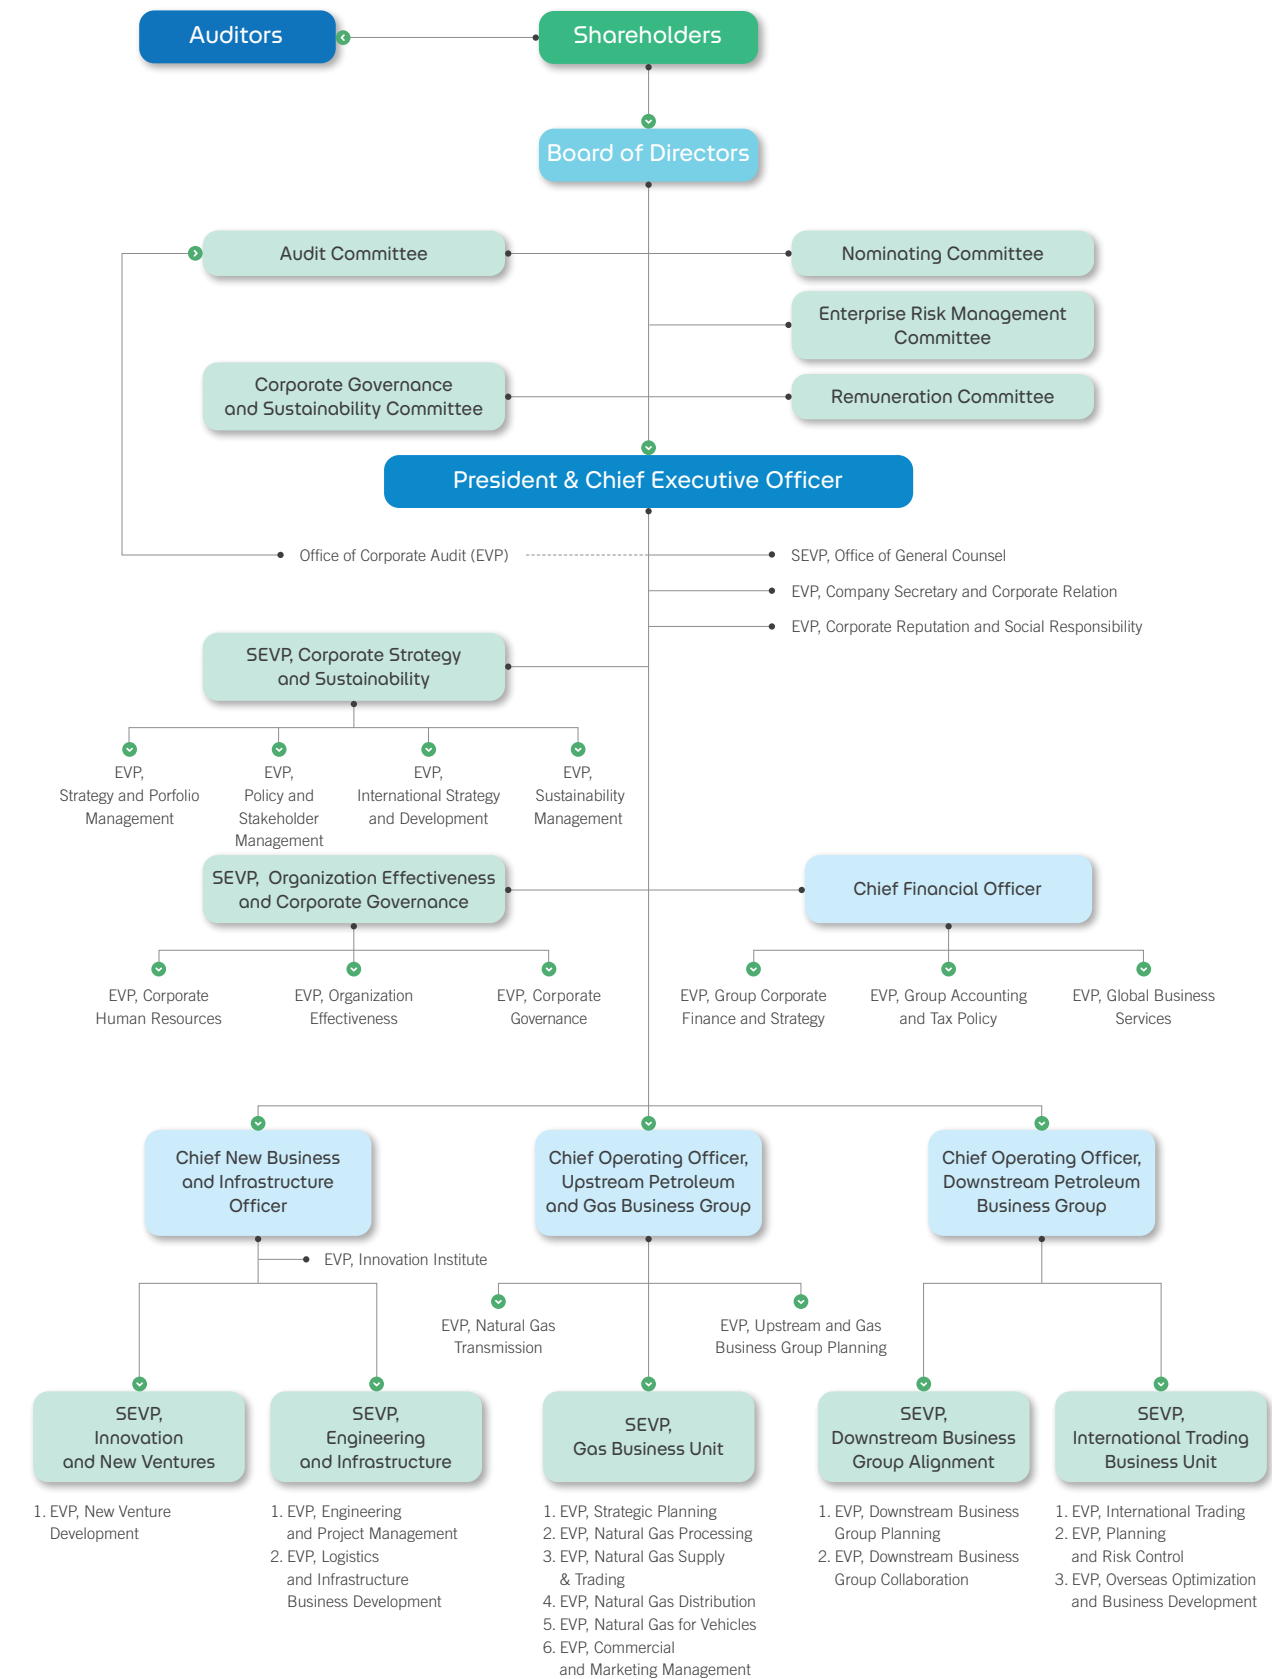 Auditors
Shareholders
Board of Directors
Audit Committee
Nominating Committee
Enterprise Risk Management
Committee
Corporate Governance
and Sustainability Committee
Remuneration Committee
President & Chief Executive Officer
Office of Corporate Audit (EVP)
SEVP, Office of General Counsel
EVP, Company Secretary and Corporate Relation
EVP, Corporate Reputation and Social Responsibility
SEVP, Corporate Strategy
and Sustainability
EVP,
Strategy and Porfolio
Management
EVP,
Policy and
Stakeholder
Management
EVP,
International Strategy
and Development
EVP,
Sustainability
Management
SEVP, Organization Effectiveness
and Corporate Governance
Chief Financial Officer
EVP, Corporate
Human Resources
EVP, Organization
Effectiveness
EVP, Corporate
Governance
EVP, Group Corporate
Finance and Strategy
EVP, Group Accounting
and Tax Policy
EVP, Global Business
Services
Chief New Business
and Infrastructure
Officer
Chief Operating Officer,
Upstream Petroleum
and Gas Business Group
Chief Operating Officer,
Downstream Petroleum
Business Group
EVP, Innovation Institute
EVP, Natural Gas
Transmission
EVP, Upstream and Gas
Business Group Planning
SEVP,
Innovation
and New Ventures
SEVP,
Engineering
and Infrastructure
SEVP,
Gas Business Unit
SEVP,
Downstream Business
Group Alignment
SEVP,
International Trading
Business Unit
1. EVP, New Venture
Development
1. EVP, Engineering
and Project Management
2. EVP, Logistics
and Infrastructure
Business Development
1. EVP, Strategic Planning
2. EVP, Natural Gas Processing
3. EVP, Natural Gas Supply
& Trading
4. EVP, Natural Gas Distribution
5. EVP, Natural Gas for Vehicles
6. EVP, Commercial
and Marketing Management
1. EVP, Downstream Business
Group Planning
2. EVP, Downstream Business
Group Collaboration
1. EVP, International Trading
2. EVP, Planning
and Risk Control
3. EVP, Overseas Optimization
and Business Development